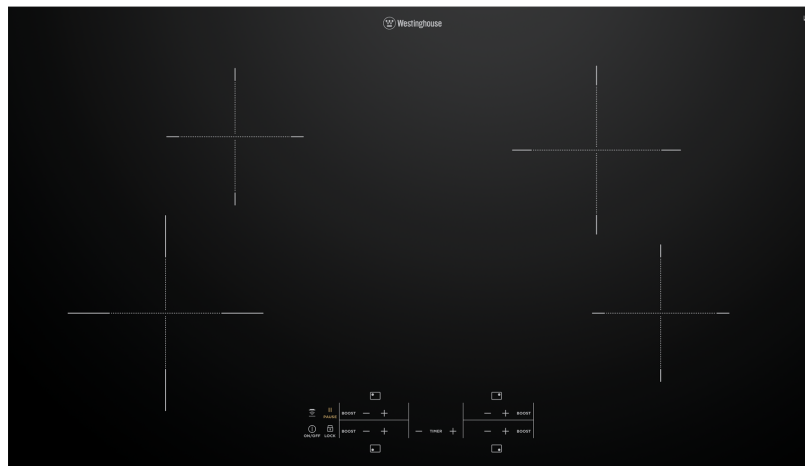 Westinghouse
PAUSE BOOST — + — + BOOST
ON/OFF LOCK BOOST — + — TIMER + — + BOOST